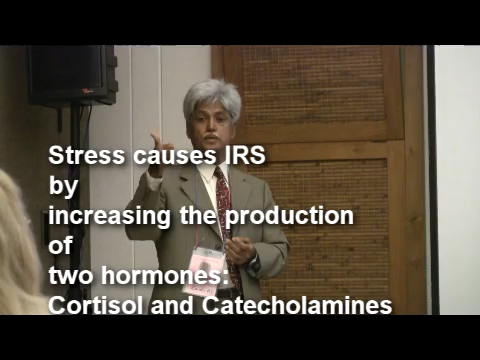 Stress causes IRS
by
increasing the production
of
two hormones:
Cortisol and Catecholamines